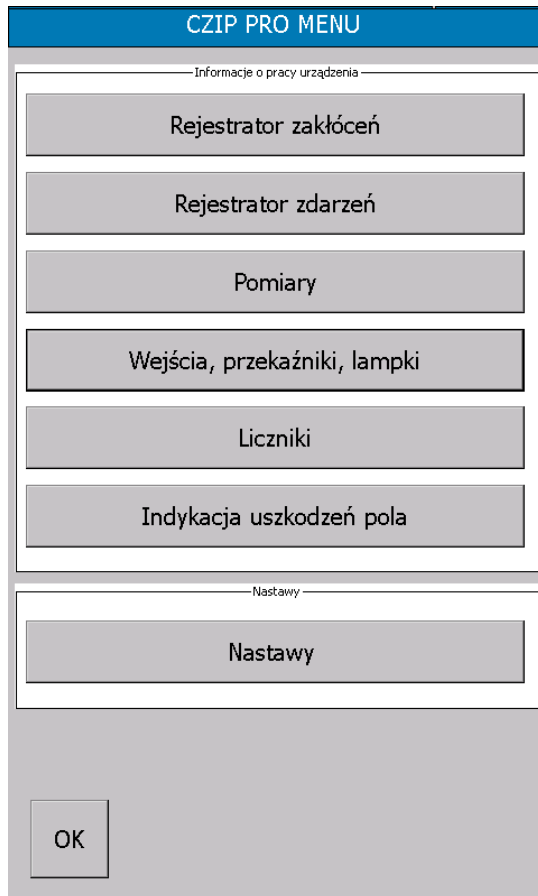 CZIP PRO MENU
Informacje o pracy urządzenia
Rejestrator zakłóceń
Rejestrator zdarzeń
Pomiary
Wejścia, przekaźniki, lampki
Liczniki
Indykacja uszkodzeń pola
Nastawy
Nastawy
OK